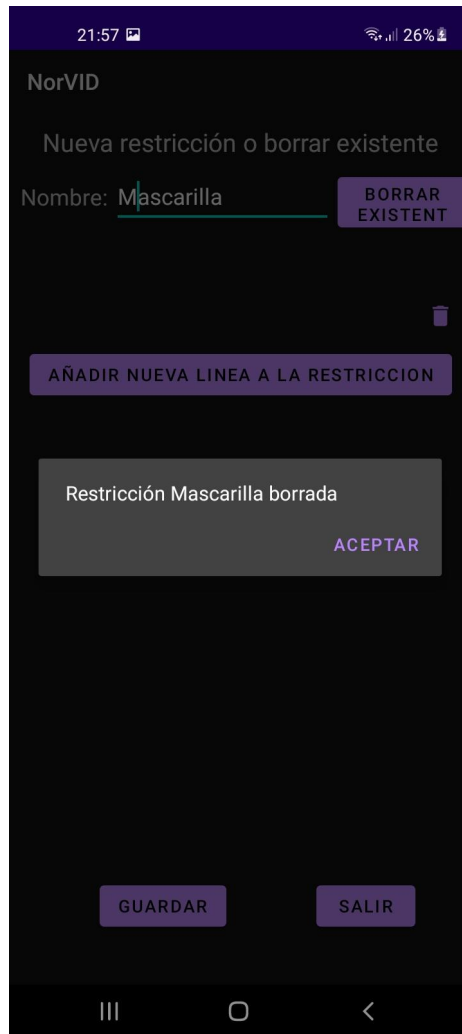 21:57 26%
NorVID
Nueva restricción o borrar existente
Nombre: Mascarilla
BORRAR
EXISTENT
AÑADIR NUEVA LINEA A LA RESTRICCION
Restricción Mascarilla borrada
ACEPTAR
GUARDAR SALIR